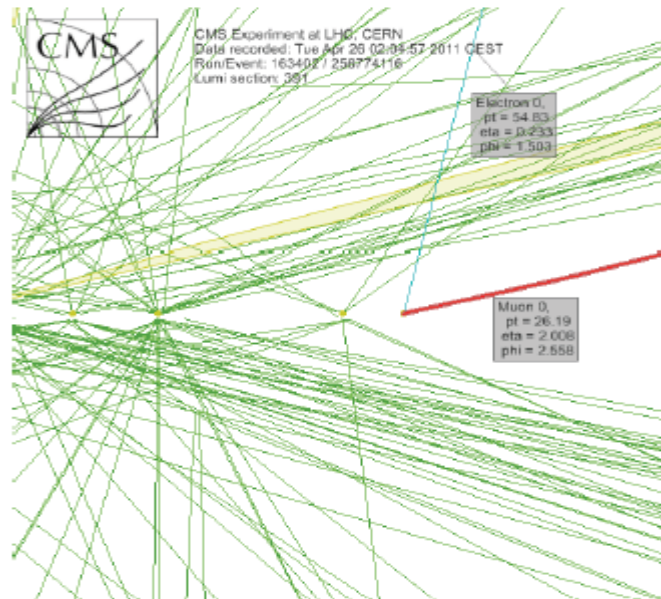 CMS
CMS Experiment at LHC, CERN
Data recorded: Tue Apr 26 02:04:57 2011 CEST
Run/Event: 163402 / 258774116
Lumi section: 391
Electron 0,
pt = 54.83
eta = 0.233
phi = 1.503
Muon 0,
pt = 26.19
eta = 2.008
phi = 2.558